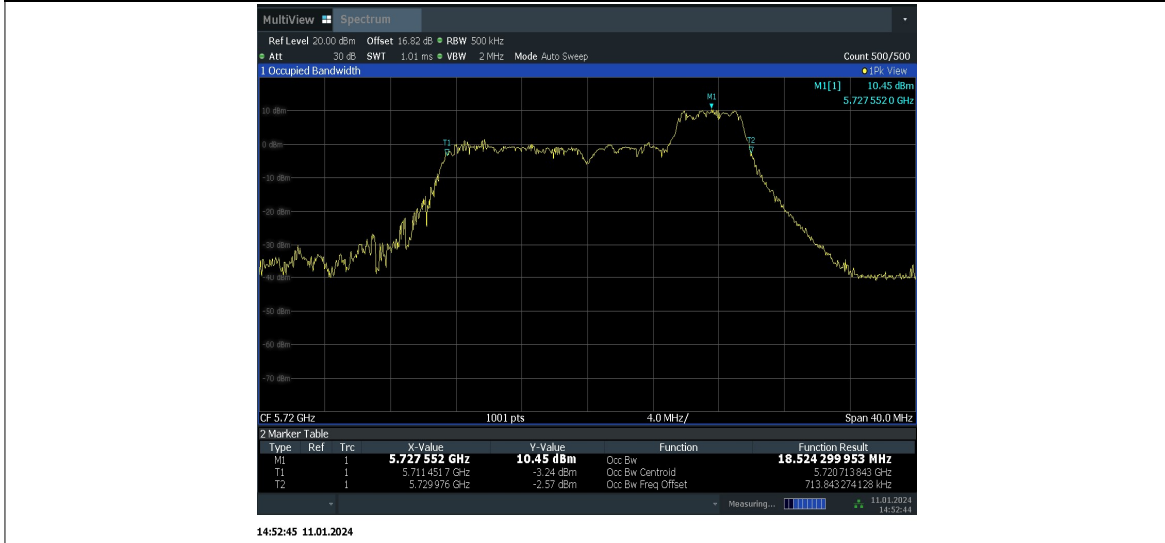 MultiView Spectrum
Ref Level 20.00 dBm Offset 16.82 dB RBW 500 kHz
Att 30 dB SWT 1.01 ms VBW 2 MHz Mode Auto Sweep Count 500/500
1 Occupied Bandwidth 1Pk View
M1[1] 10.45 dBm
5.727 552 0 GHz
M1
10 dBm
T1 T2
0 dBm
-10 dBm
-20 dBm
-30 dBm
-40 dBm
-50 dBm
-60 dBm
-70 dBm
CF 5.72 GHz 1001 pts 4.0 MHz/ Span 40.0 MHz
2 Marker Table
Type Ref Trc X-Value Y-Value Function Function Result
M1 1 5.727 552 GHz 10.45 dBm Occ Bw 18.524 299 953 MHz
T1 1 5.711 451 7 GHz -3.24 dBm Occ Bw Centroid 5.720 713 843 GHz
T2 1 5.729 976 GHz -2.57 dBm Occ Bw Freq Offset 713.843 274 128 kHz
Measuring... 11.01.2024
14:52:44
14:52:45 11.01.2024